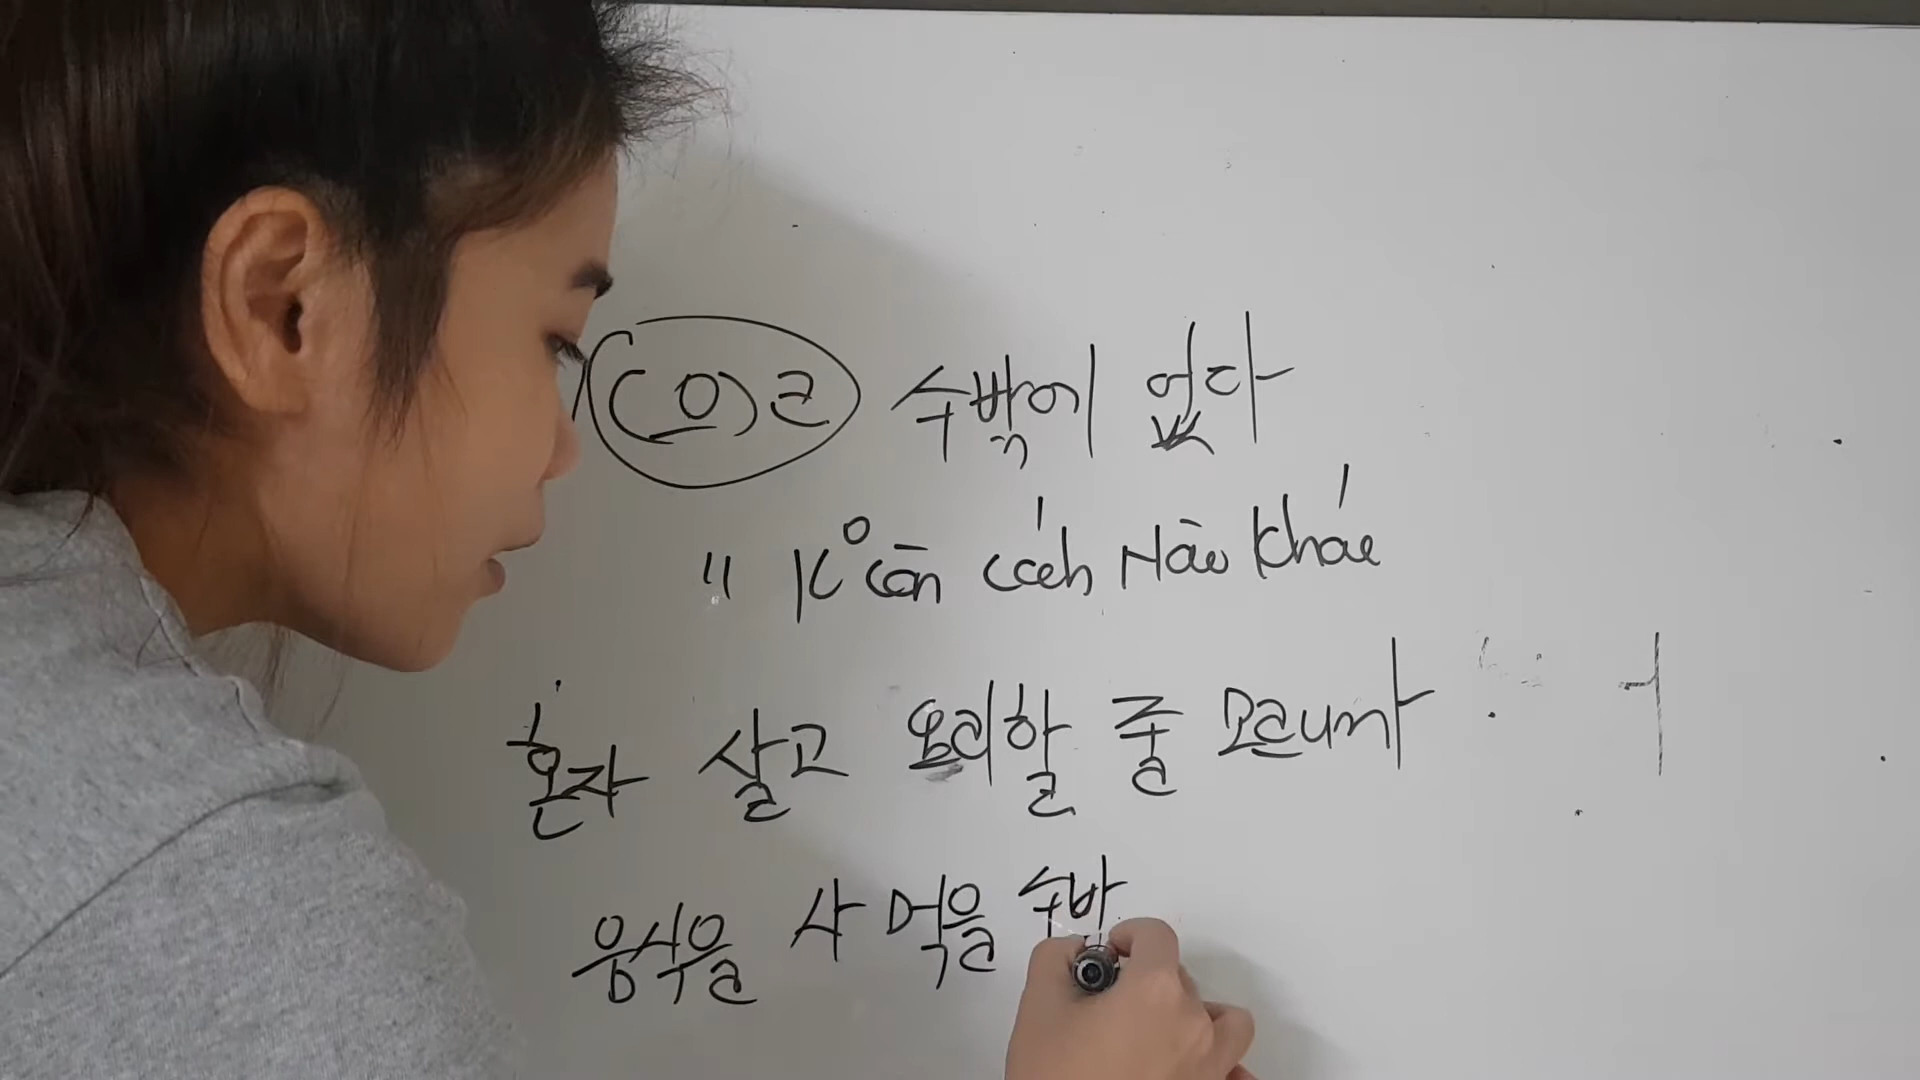 (으)ㄹ 수밖에 없다
" K° còn cách Nào khác
혼자 살고 요리할 줄 모르니까
음식을 사 먹을 수바